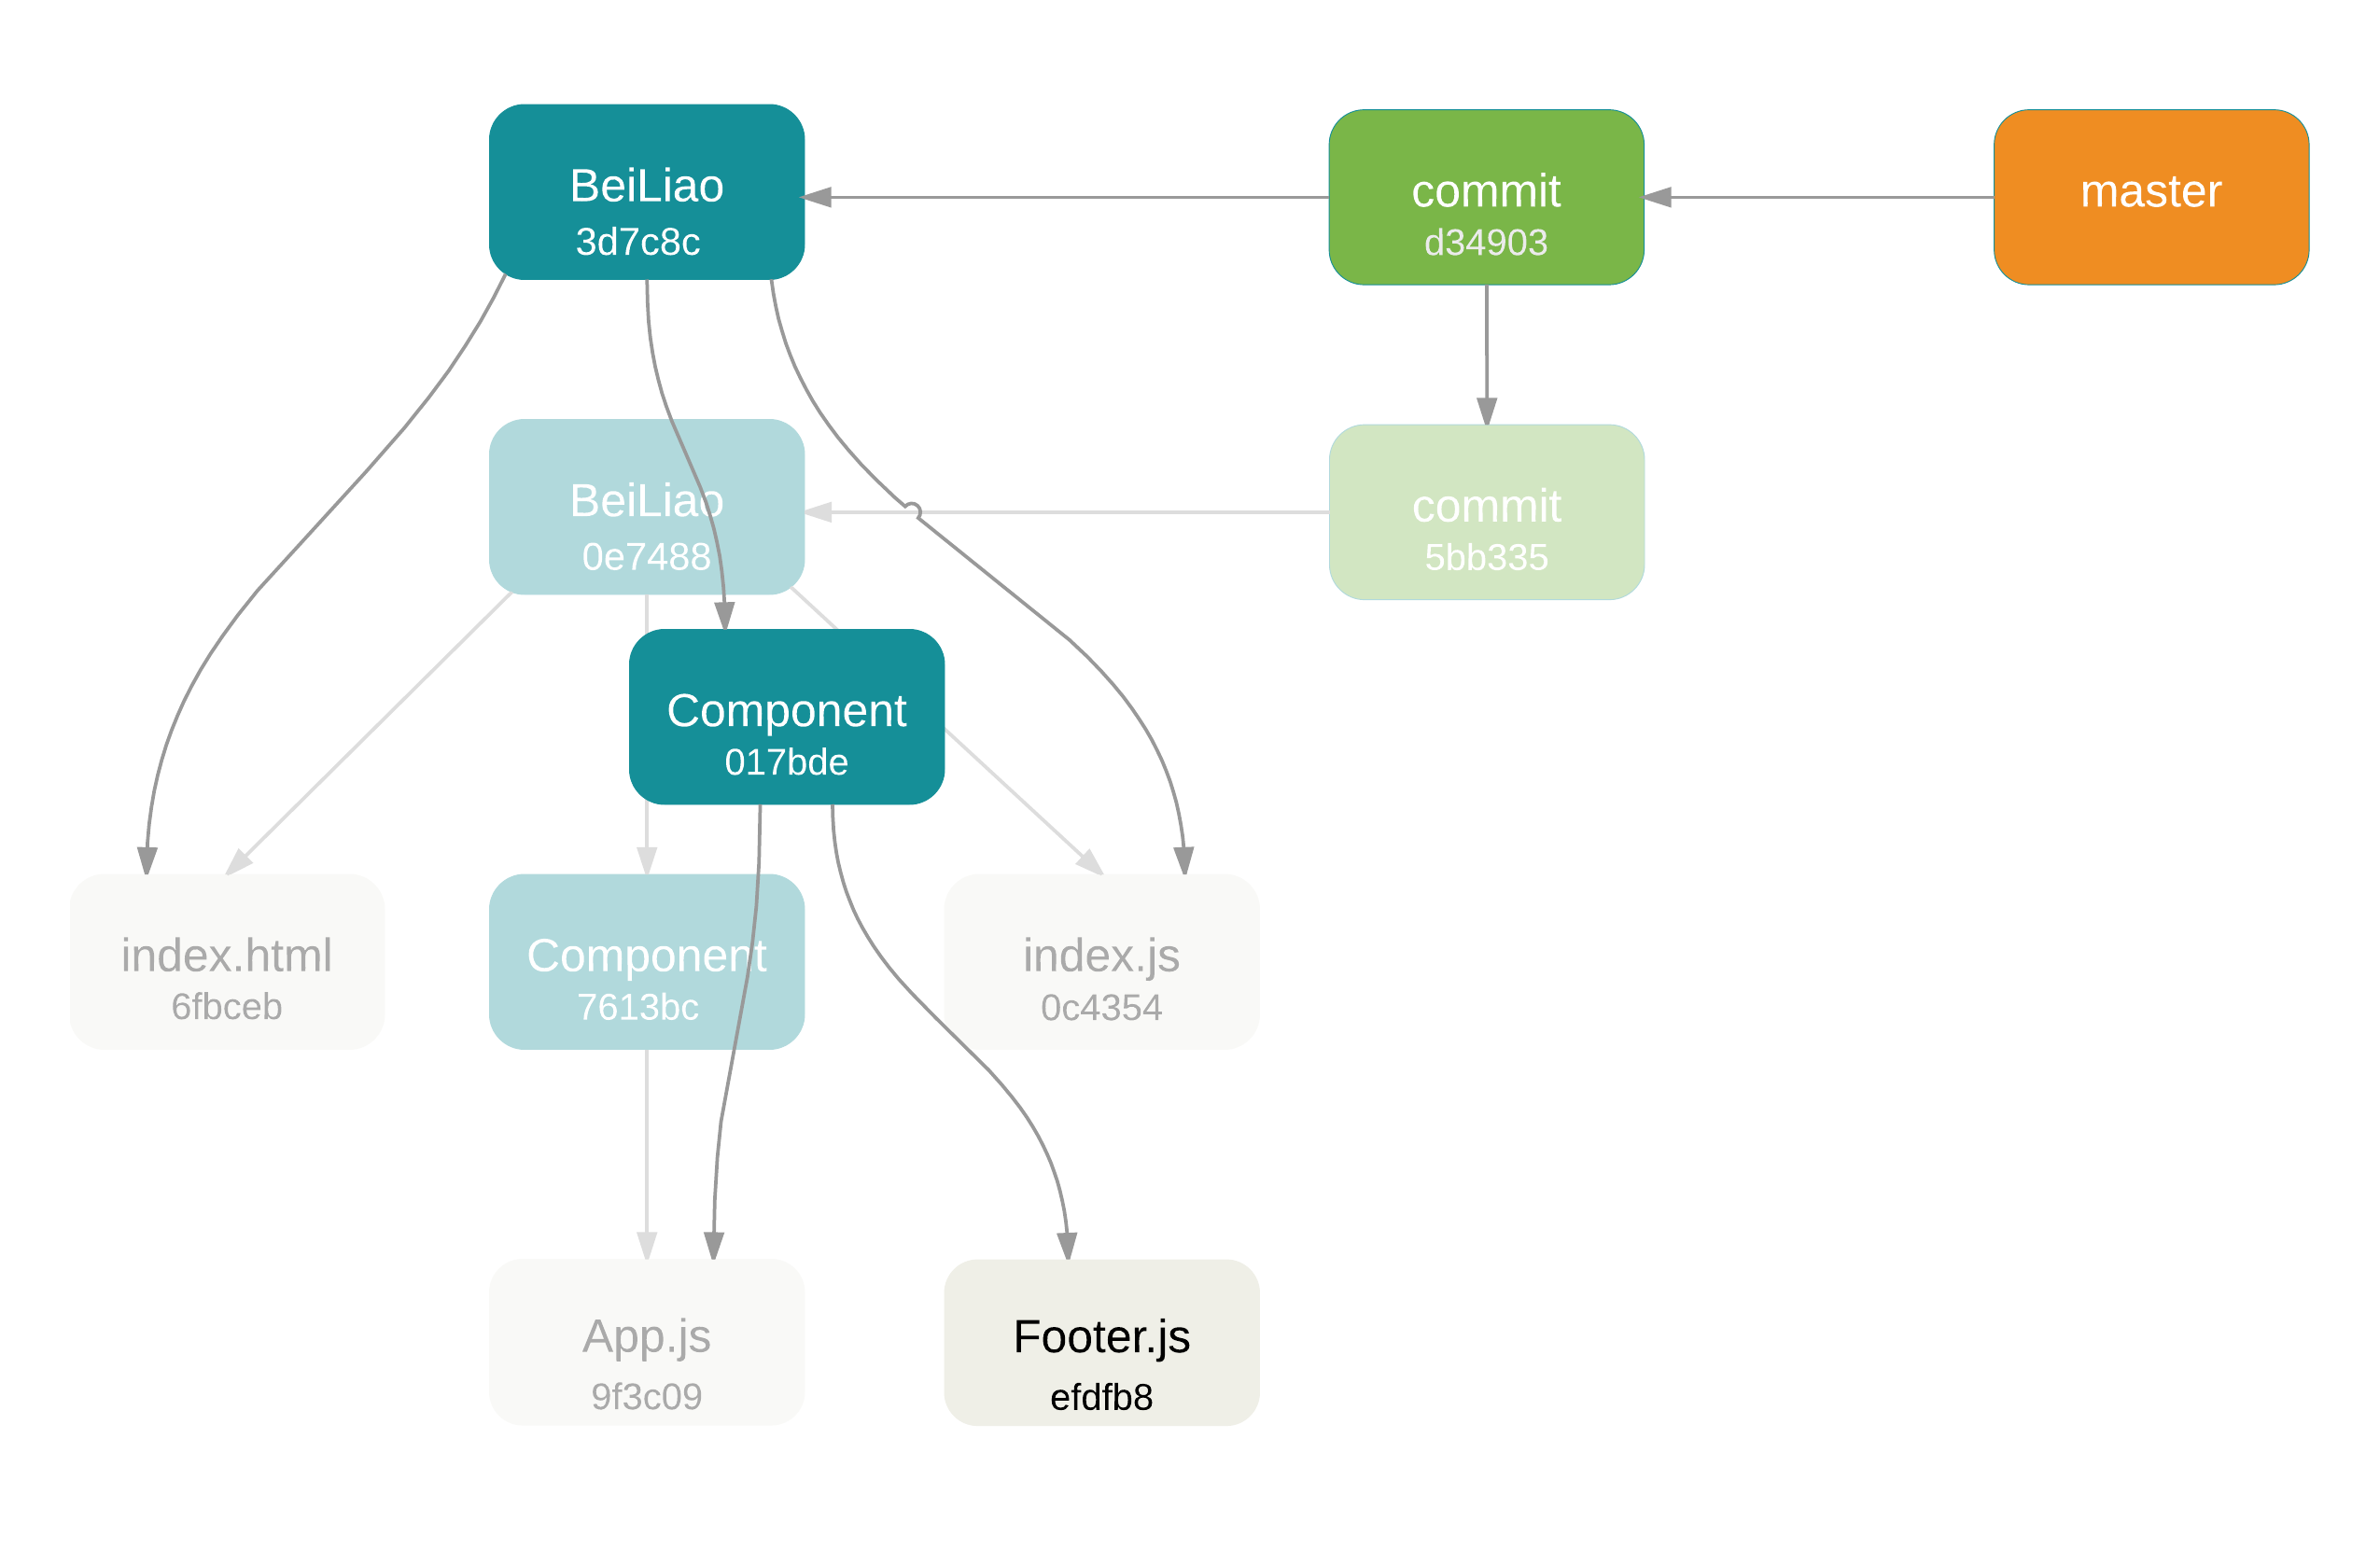 BeiLiao
3d7c8c
commit
d34903
master
BeiLiao
0e7488
commit
5bb335
Component
017bde
index.html
6fbceb
Component
7613bc
index.js
0c4354
App.js
9f3c09
Footer.js
efdfb8